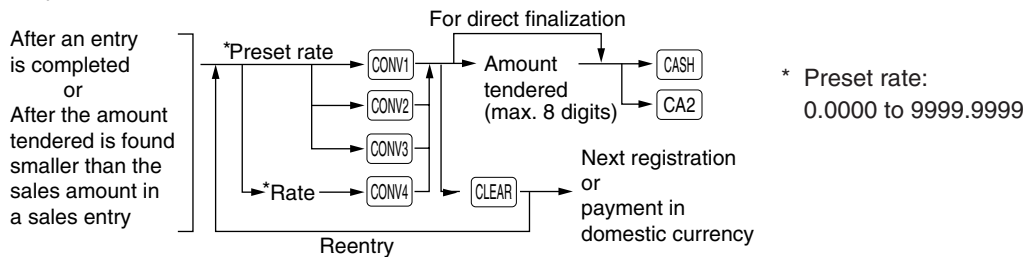 For direct finalization
After an entry
is completed
or
After the amount
tendered is found
smaller than the
sales amount in
a sales entry
*Preset rate
CONV1
CONV2
CONV3
*Rate
CONV4
Amount
tendered
(max. 8 digits)
CASH
CA2
CLEAR
Next registration
or
payment in
domestic currency
Reentry
* Preset rate:
0.0000 to 9999.9999